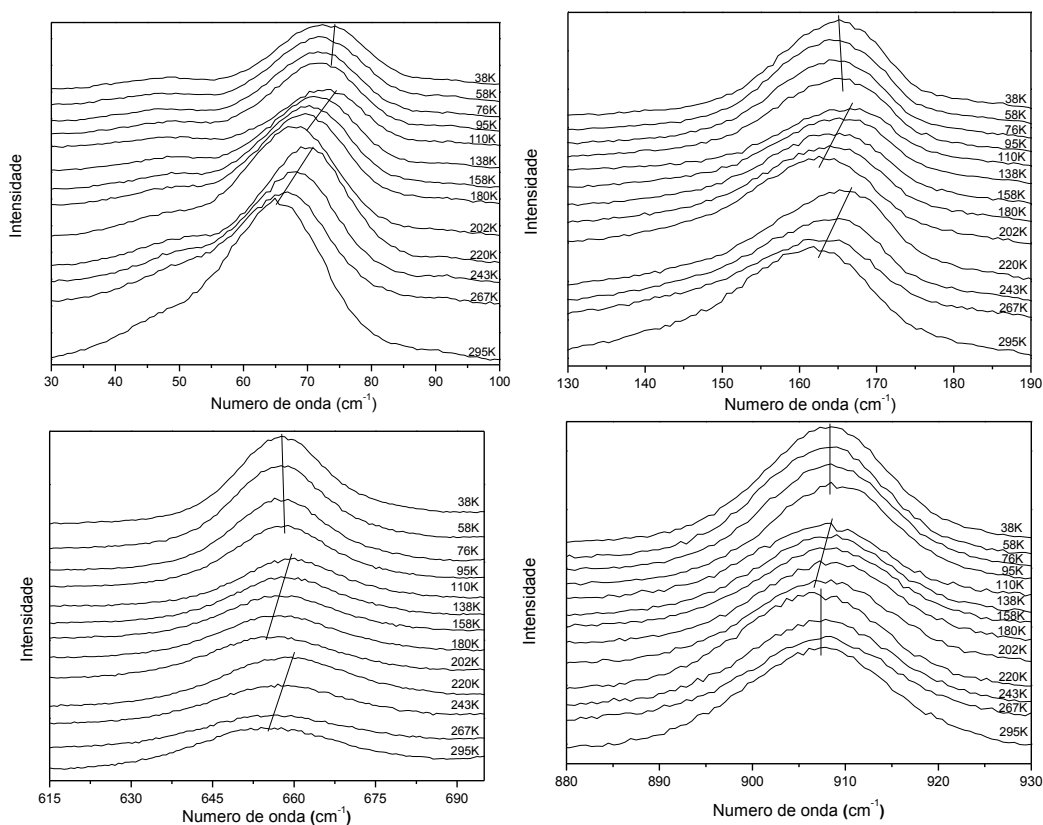 Intensidade
38K
58K
76K
95K
110K
138K
158K
180K
202K
220K
243K
267K
295K
30 40 50 60 70 80 90 100
Numero de onda (cm-1)
Intensidade
38K
58K
76K
95K
110K
138K
158K
180K
202K
220K
243K
267K
295K
130 140 150 160 170 180 190
Numero de onda (cm-1)
Intensidade
38K
58K
76K
95K
110K
138K
158K
180K
202K
220K
243K
267K
295K
615 630 645 660 675 690
Numero de onda (cm-1)
Intensidade
38K
58K
76K
95K
110K
138K
158K
180K
202K
220K
243K
267K
295K
880 890 900 910 920 930
Numero de onda (cm-1)